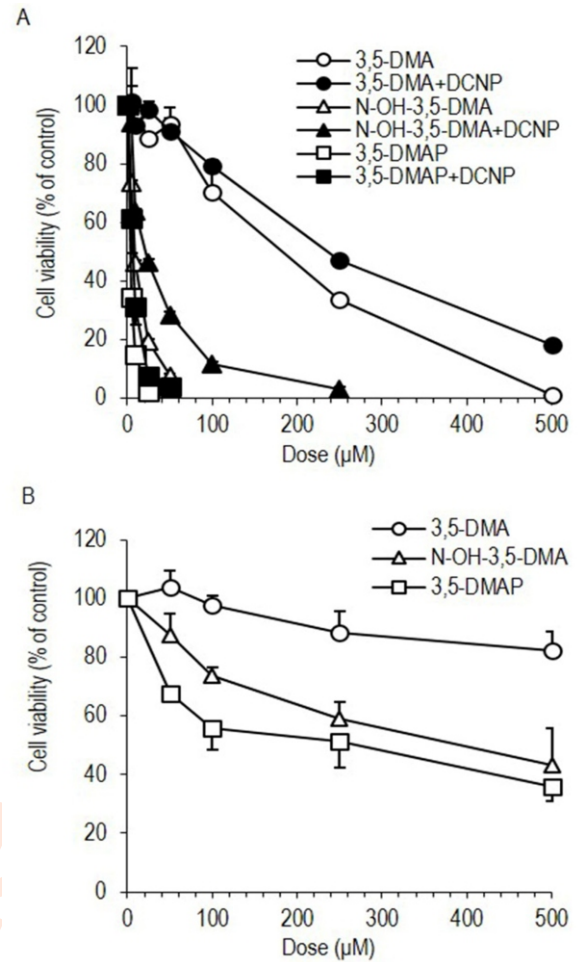 A
120
100
80
60
40
20
0
Cell viability (% of control)
3,5-DMA
3,5-DMA+DCNP
N-OH-3,5-DMA
N-OH-3,5-DMA+DCNP
3,5-DMAP
3,5-DMAP+DCNP
0 100 200 300 400 500
Dose (µM)
B
120
100
80
60
40
20
0
Cell viability (% of control)
3,5-DMA
N-OH-3,5-DMA
3,5-DMAP
0 100 200 300 400 500
Dose (µM)